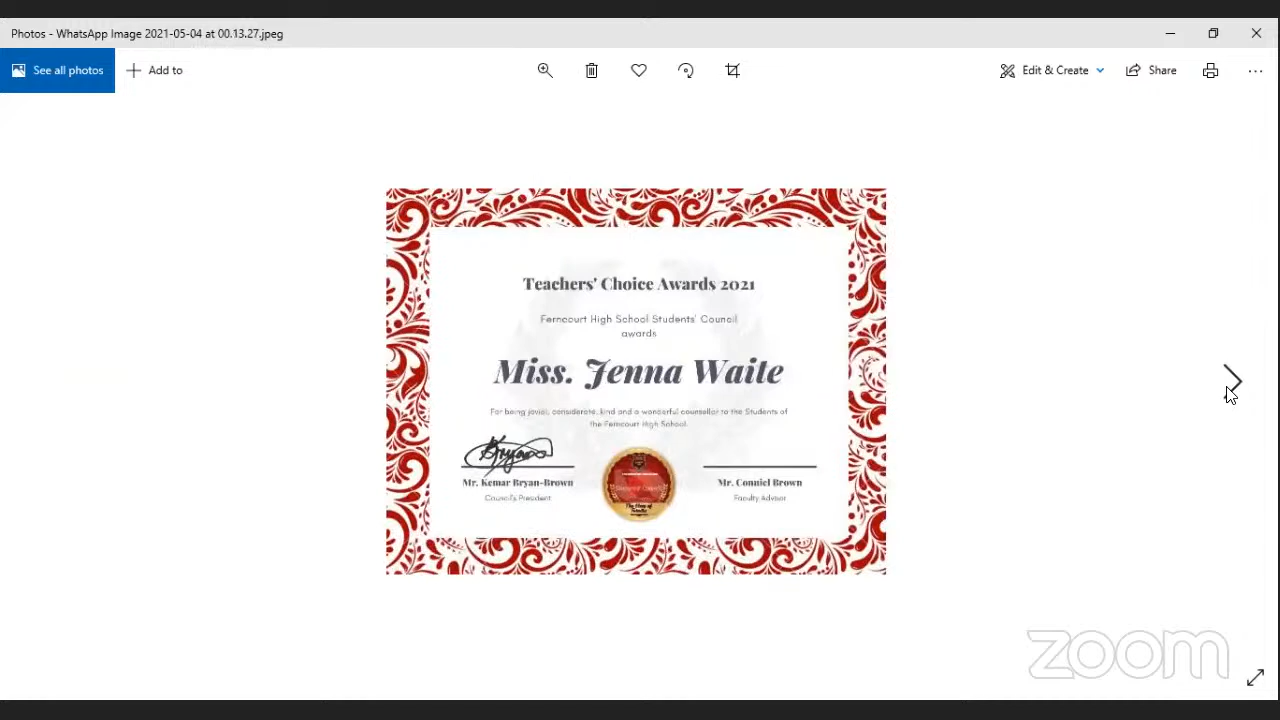 Photos - WhatsApp Image 2021-05-04 at 00.13.27.jpeg
See all photos
Add to
Edit & Create
Share
Teachers' Choice Awards 2021
Ferncourt High School Students' Council
awards
Miss. Jenna Waite
For being jovial, considerate, kind and a wonderful counsellor to the Students of
the Ferncourt High School.
Mr. Kemar Bryan-Brown
Council's President
Mr. Conniel Brown
Faculty Advisor
zoom